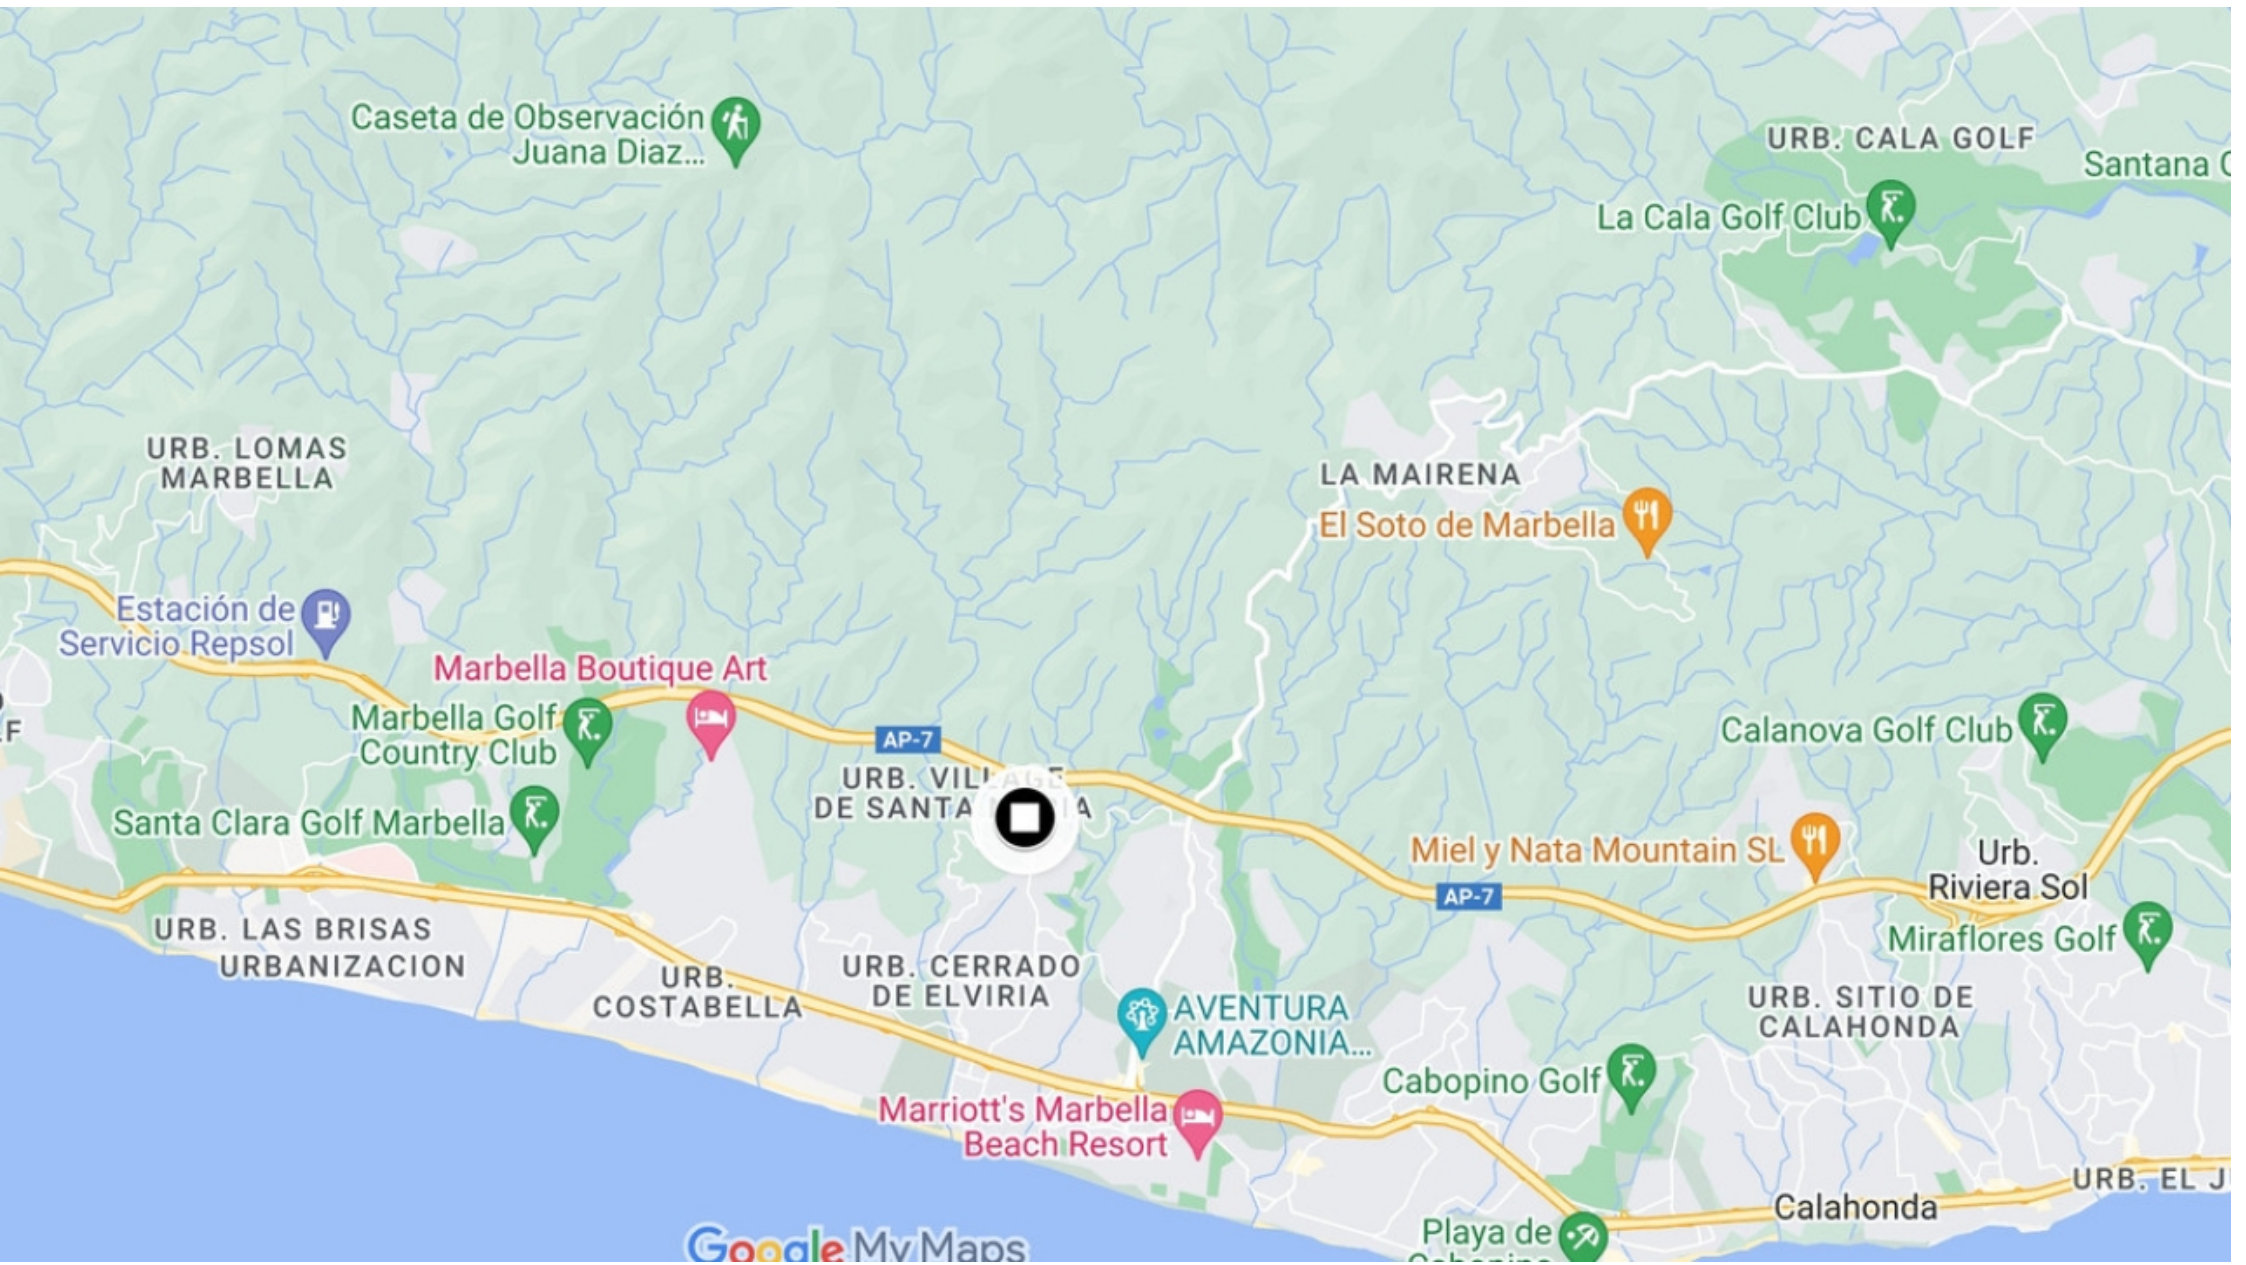 Caseta de Observación
Juana Diaz...
URB. CALA GOLF
Santana
La Cala Golf Club
URB. LOMAS
MARBELLA
LA MAIRENA
El Soto de Marbella
Estación de
Servicio Repsol
Marbella Boutique Art
F
Marbella Golf
Country Club
AP-7
Calanova Golf Club
URB. VILLAGE
DE SANTA
Santa Clara Golf Marbella
Miel y Nata Mountain SL
AP-7
Urb.
Riviera Sol
URB. LAS BRISAS
URBANIZACION
Miraflores Golf
URB.
COSTABELLA
URB. CERRADO
DE ELVIRIA
URB. SITIO DE
CALAHONDA
AVENTURA
AMAZONIA...
Cabopino Golf
Marriott's Marbella
Beach Resort
URB. EL J
Calahonda
Playa de
Google My Maps